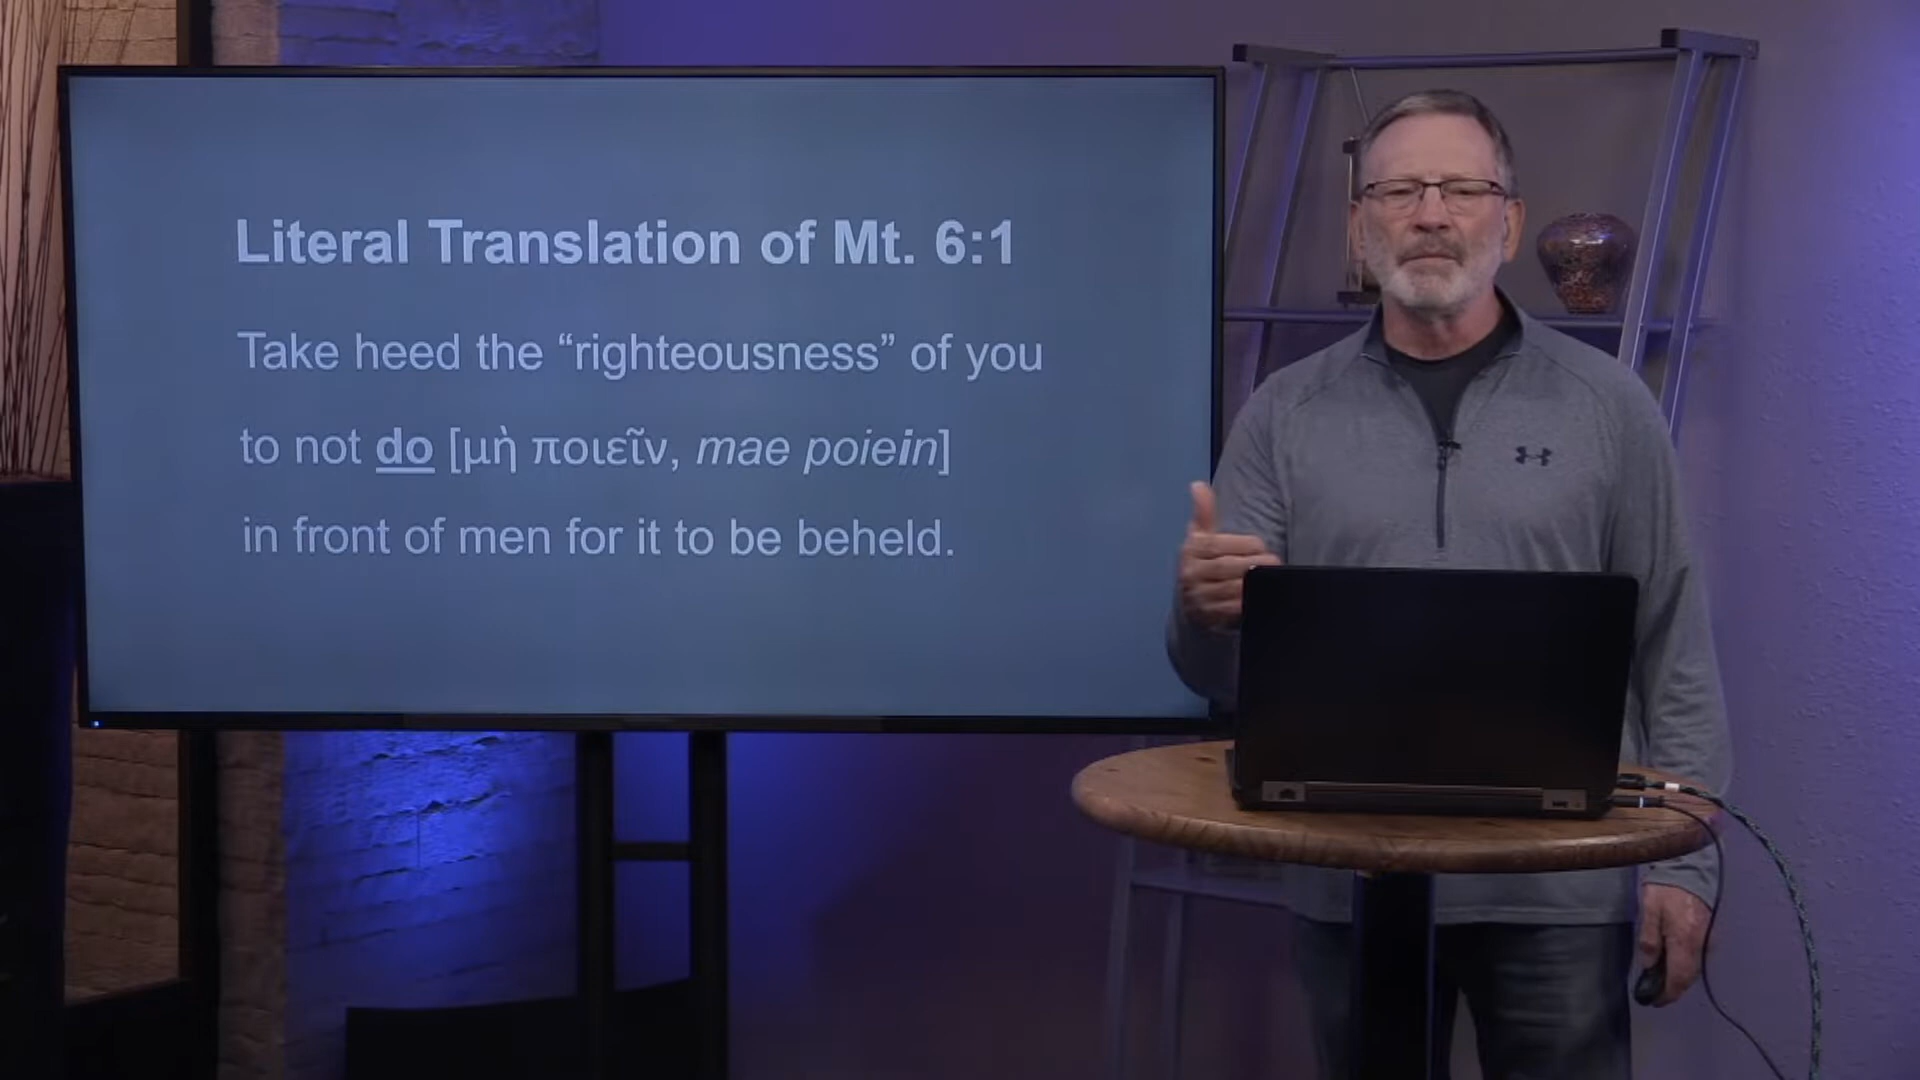 Literal Translation of Mt. 6:1
Take heed the “righteousness” of you
to not do [μὴ ποιεῖν, mae poiein]
in front of men for it to be beheld.